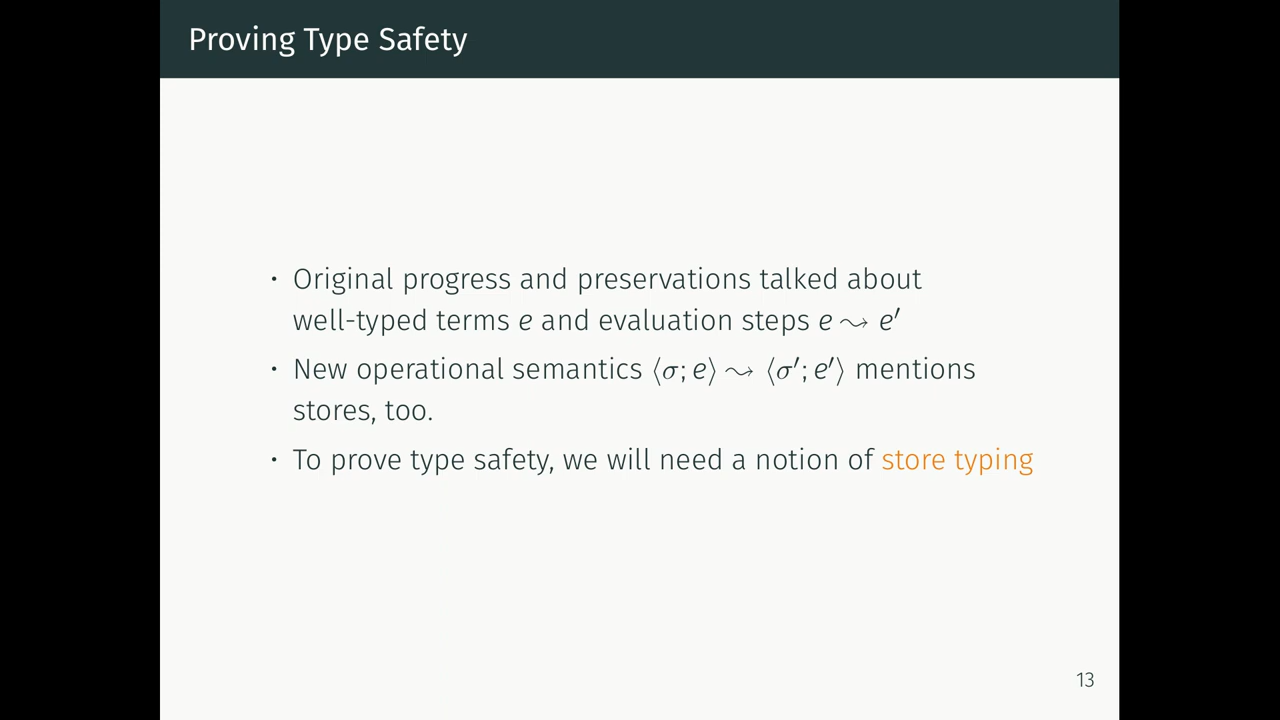 Proving Type Safety
· Original progress and preservations talked about
well-typed terms e and evaluation steps e ⤳ e′
· New operational semantics ⟨σ; e⟩ ⤳ ⟨σ′; e′⟩ mentions
stores, too.
· To prove type safety, we will need a notion of store typing
13